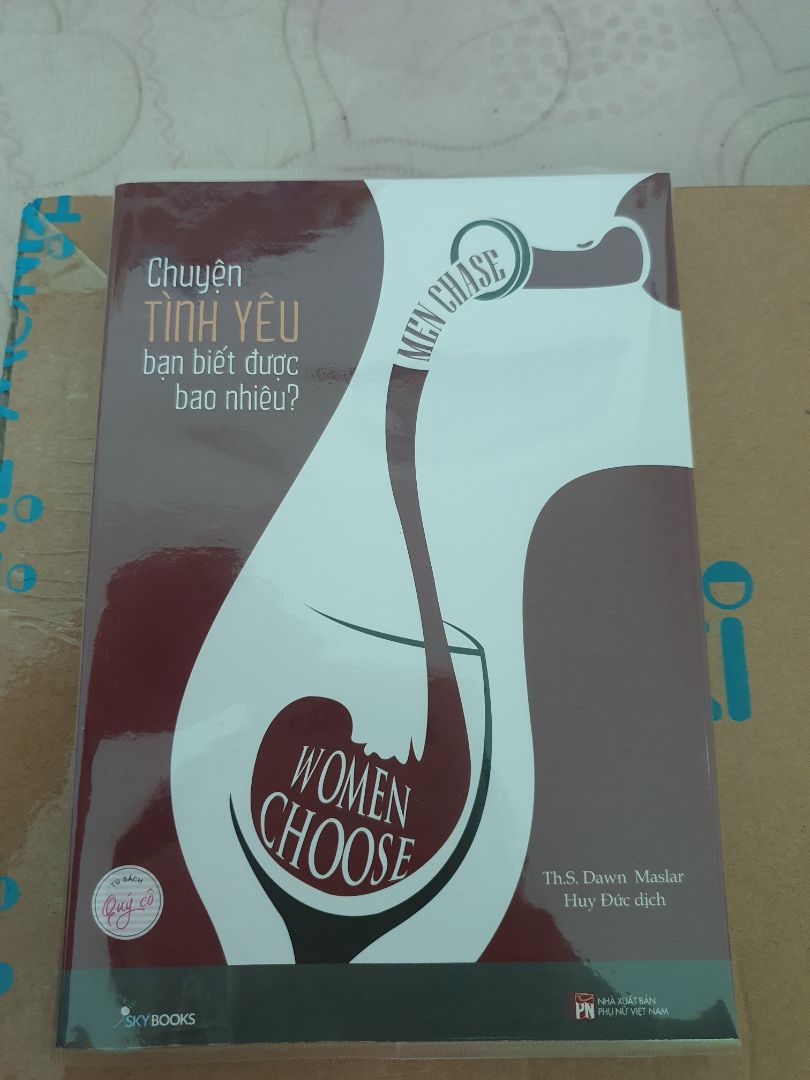 Chuyện
TÌNH YÊU
bạn biết được
bao nhiêu?
MEN CHASE
WOMEN
CHOOSE
Th.S. Dawn Maslar
Huy Đức dịch
TỦ SÁCH
Quý cô
SKYBOOKS
PN
NHÀ XUẤT BẢN
PHỤ NỮ VIỆT NAM